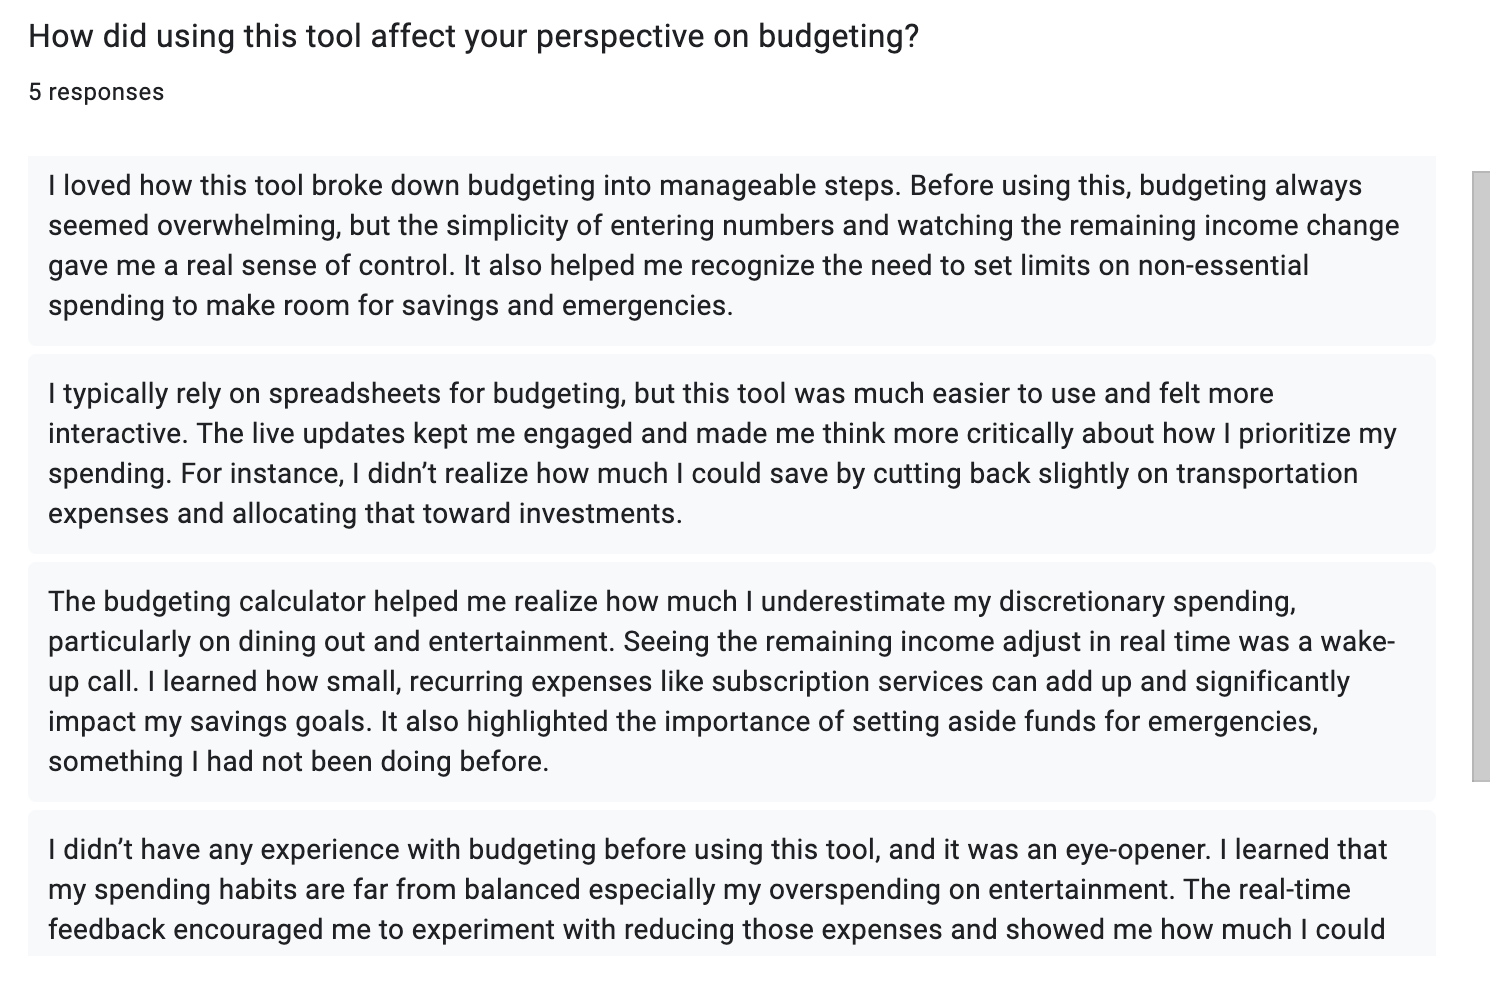 How did using this tool affect your perspective on budgeting?
5 responses
I loved how this tool broke down budgeting into manageable steps. Before using this, budgeting always
seemed overwhelming, but the simplicity of entering numbers and watching the remaining income change
gave me a real sense of control. It also helped me recognize the need to set limits on non-essential
spending to make room for savings and emergencies.
I typically rely on spreadsheets for budgeting, but this tool was much easier to use and felt more
interactive. The live updates kept me engaged and made me think more critically about how I prioritize my
spending. For instance, I didn’t realize how much I could save by cutting back slightly on transportation
expenses and allocating that toward investments.
The budgeting calculator helped me realize how much I underestimate my discretionary spending,
particularly on dining out and entertainment. Seeing the remaining income adjust in real time was a wake-
up call. I learned how small, recurring expenses like subscription services can add up and significantly
impact my savings goals. It also highlighted the importance of setting aside funds for emergencies,
something I had not been doing before.
I didn’t have any experience with budgeting before using this tool, and it was an eye-opener. I learned that
my spending habits are far from balanced especially my overspending on entertainment. The real-time
feedback encouraged me to experiment with reducing those expenses and showed me how much I could